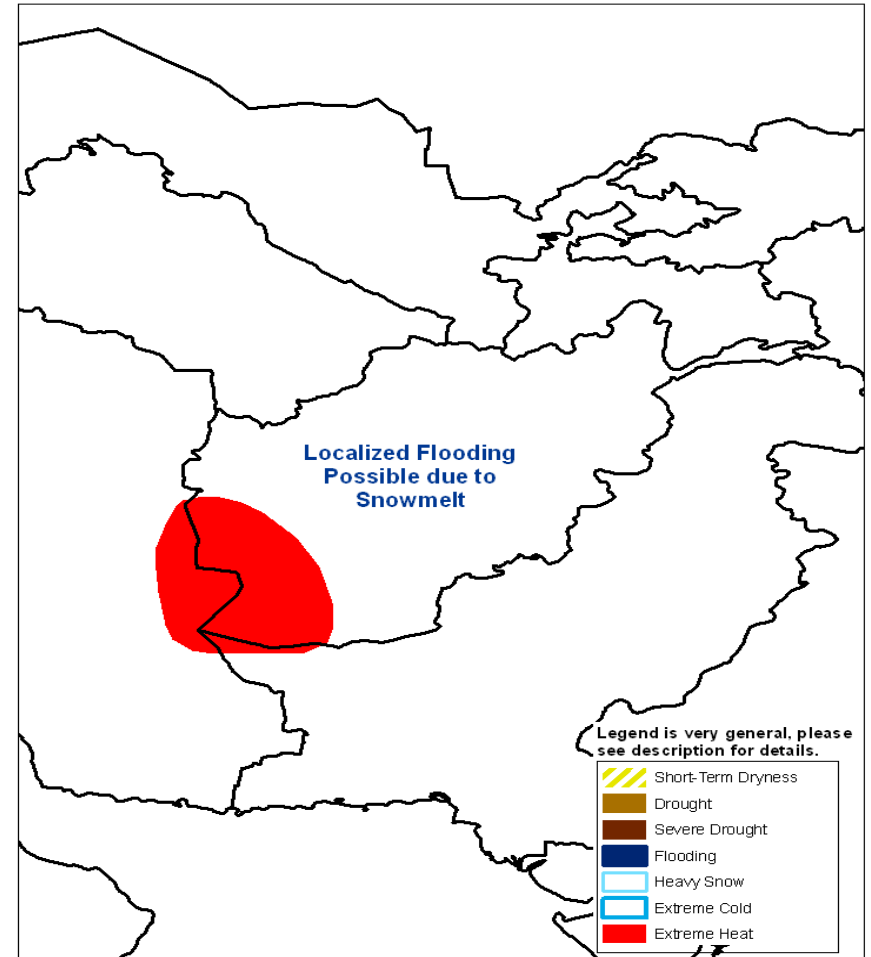 Localized Flooding
Possible due to
Snowmelt
Legend is very general, please
see description for details.
Short-Term Dryness
Drought
Severe Drought
Flooding
Heavy Snow
Extreme Cold
Extreme Heat